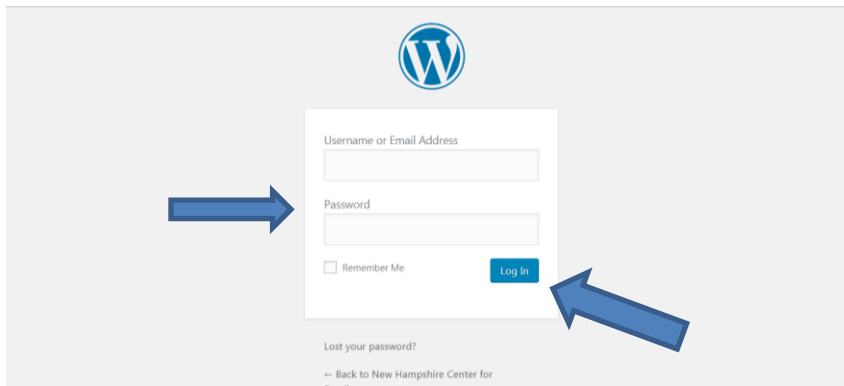 Username or Email Address
Password
Remember Me
Log In
Lost your password?
← Back to New Hampshire Center for